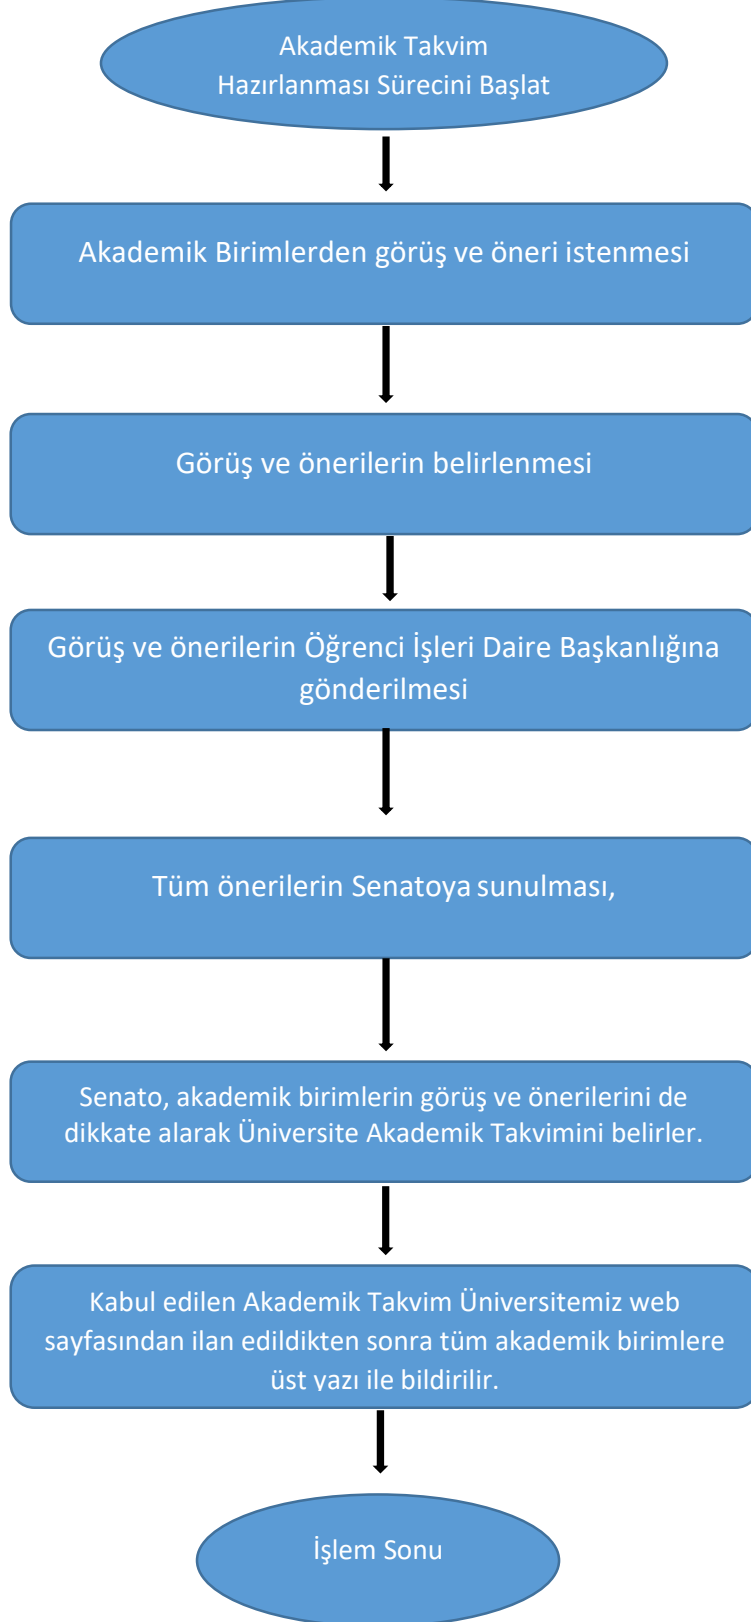 Akademik Takvim
Hazırlanması Sürecini Başlat
Akademik Birimlerden görüş ve öneri istenmesi
Görüş ve önerilerin belirlenmesi
Görüş ve önerilerin Öğrenci İşleri Daire Başkanlığına
gönderilmesi
Tüm önerilerin Senatoya sunulması,
Senato, akademik birimlerin görüş ve önerilerini de
dikkate alarak Üniversite Akademik Takvimini belirler.
Kabul edilen Akademik Takvim Üniversitemiz web
sayfasından ilan edildikten sonra tüm akademik birimlere
üst yazı ile bildirilir.
İşlem Sonu